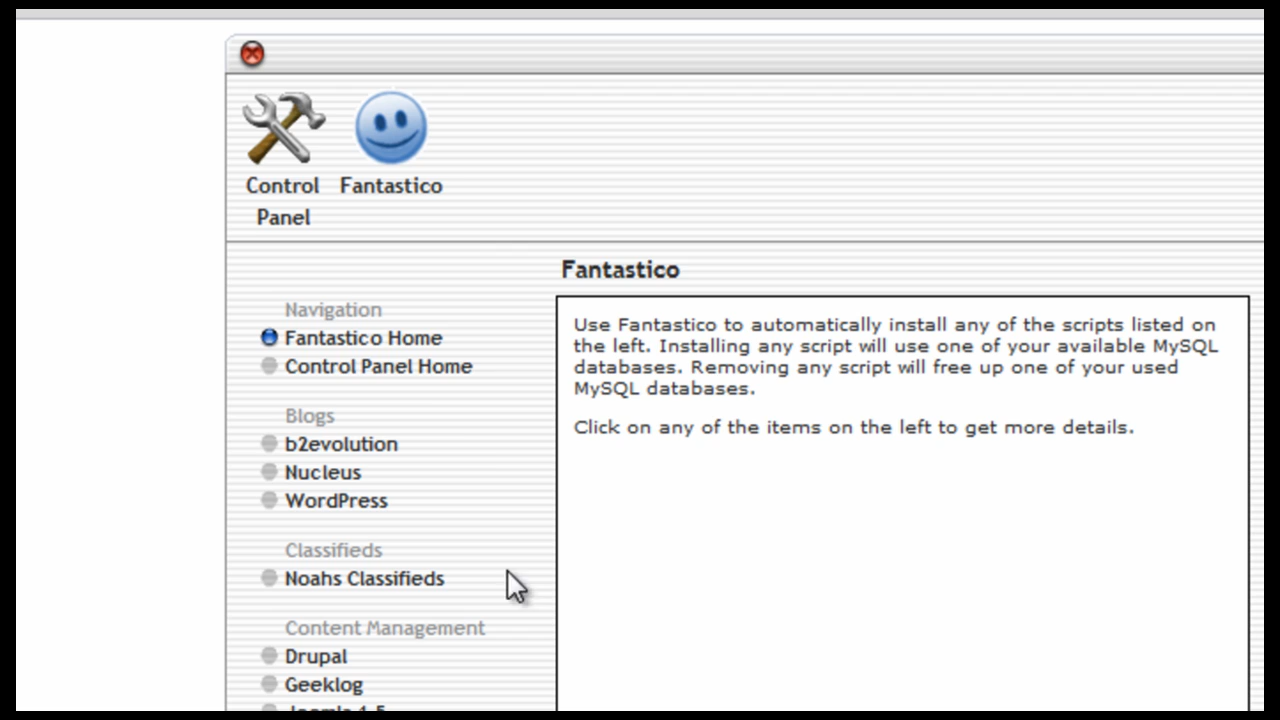 Control
Panel
Fantastico
Fantastico
Navigation
Fantastico Home
Control Panel Home
Blogs
b2evolution
Nucleus
WordPress
Classifieds
Noahs Classifieds
Content Management
Drupal
Geeklog
Joomla 1.5
Use Fantastico to automatically install any of the scripts listed on
the left. Installing any script will use one of your available MySQL
databases. Removing any script will free up one of your used
MySQL databases.
Click on any of the items on the left to get more details.